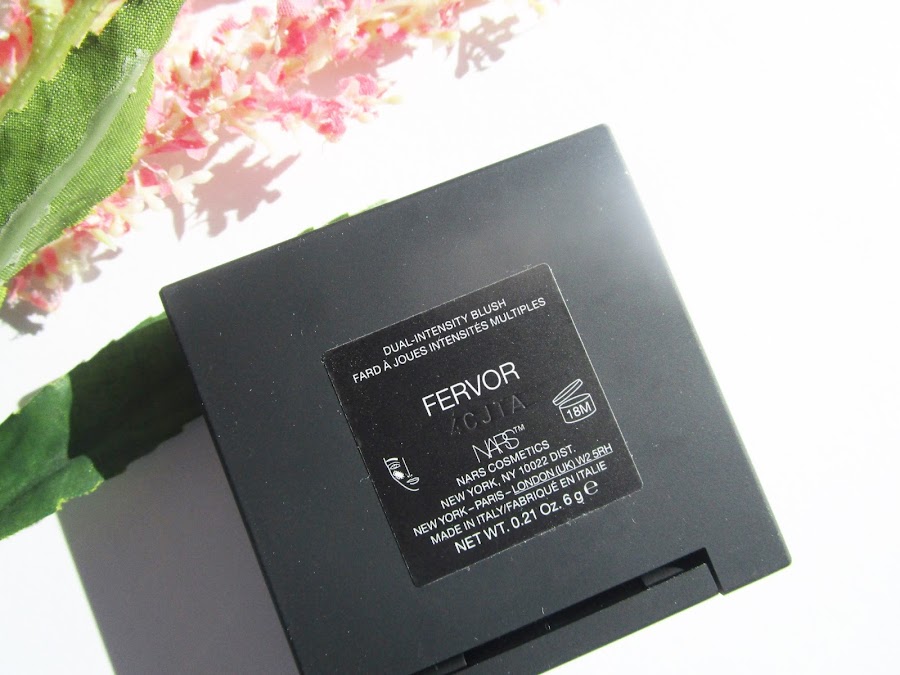 DUAL-INTENSITY BLUSH
FARD À JOUES INTENSITÉS MULTIPLES
FERVOR
4CJ1A
NARS™
18M
NARS COSMETICS
NEW YORK, NY 10022 DIST.
NEW YORK – PARIS – LONDON (UK) W2 5RH
MADE IN ITALY/FABRIQUÉ EN ITALIE
NET WT. 0.21 Oz. 6 g ℮